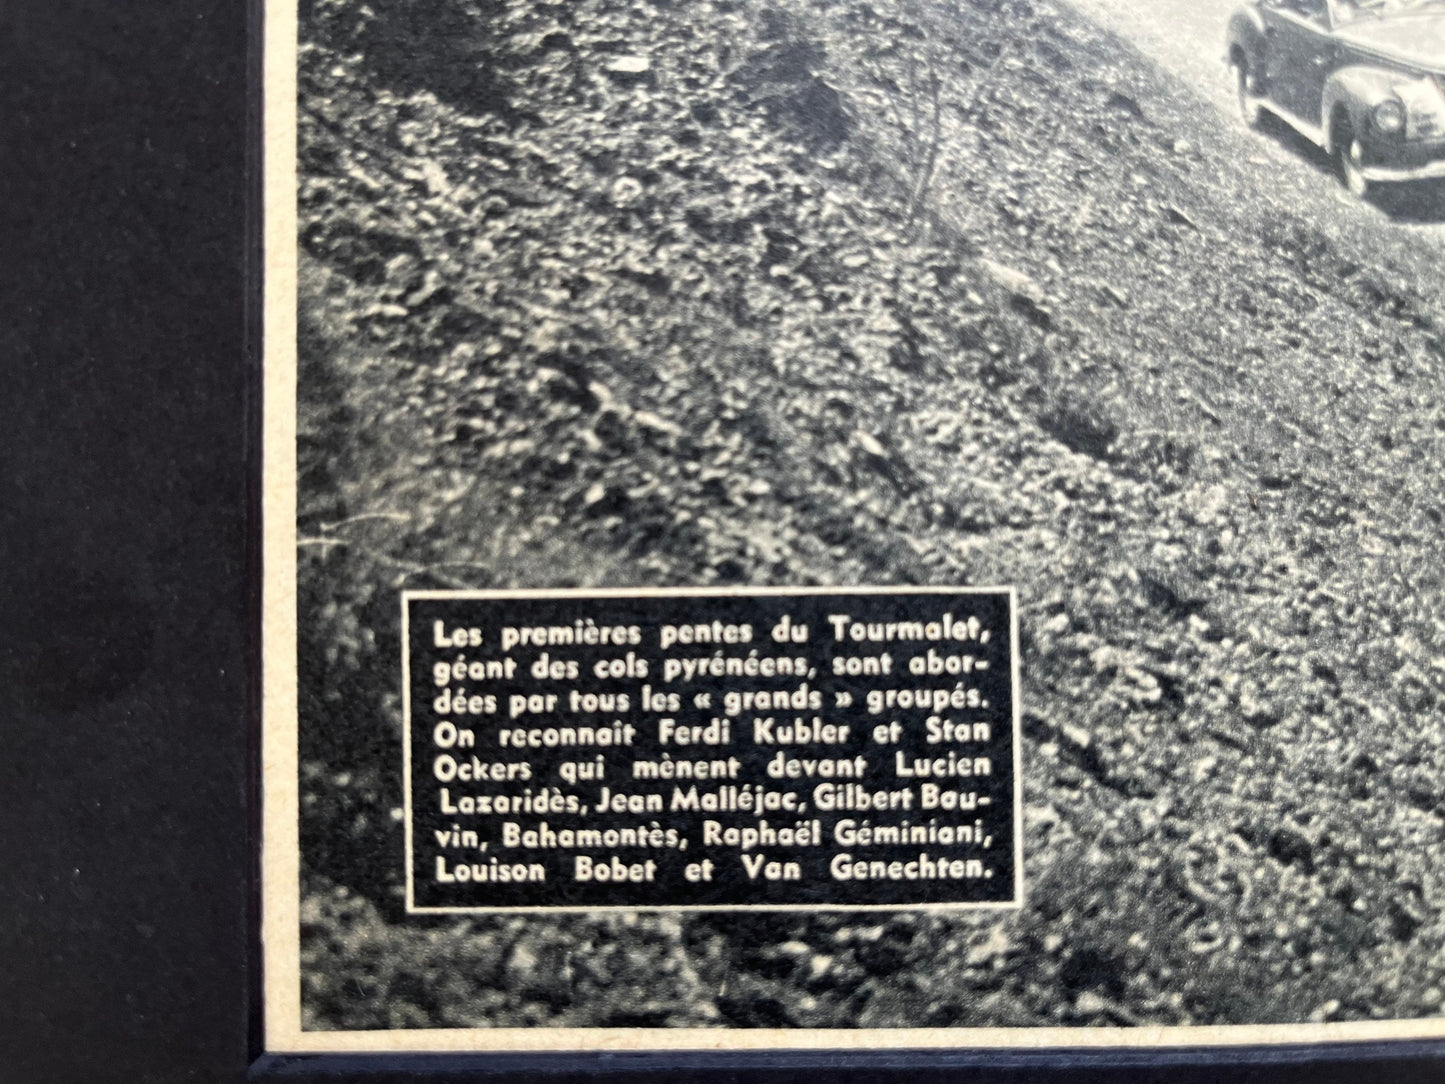 Les premières pentes du Tourmalet,
géant des cols pyrénéens, sont abor-
dées par tous les « grands » groupés.
On reconnaît Ferdi Kubler et Stan
Ockers qui mènent devant Lucien
Lazaridès, Jean Malléjac, Gilbert Bau-
vin, Bahamontès, Raphaël Géminiani,
Louison Bobet et Van Genechten.